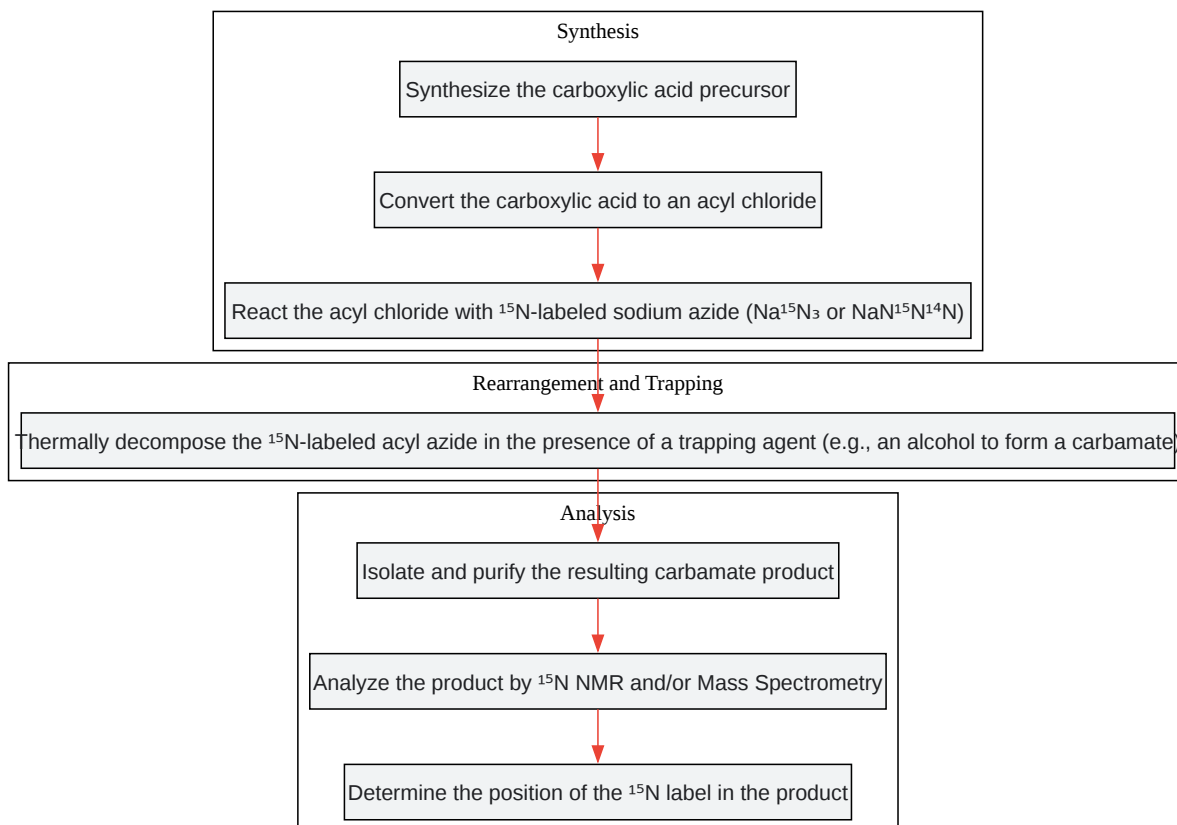 Synthesis
Synthesize the carboxylic acid precursor
Convert the carboxylic acid to an acyl chloride
React the acyl chloride with ¹⁵N-labeled sodium azide (Na¹⁵N₃ or NaN¹⁵N¹⁴N)
Rearrangement and Trapping
Thermally decompose the ¹⁵N-labeled acyl azide in the presence of a trapping agent (e.g., an alcohol to form a carbamate)
Analysis
Isolate and purify the resulting carbamate product
Analyze the product by ¹⁵N NMR and/or Mass Spectrometry
Determine the position of the ¹⁵N label in the product